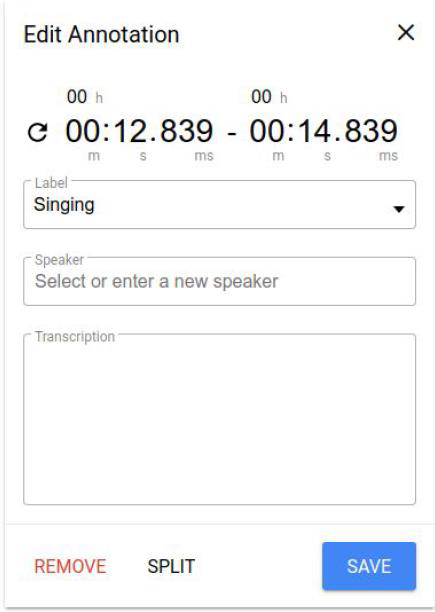 Edit Annotation
00 h 00 h
00:12.839 - 00:14.839
m s ms m s ms
Label
Singing
Speaker
Select or enter a new speaker
Transcription
REMOVE SPLIT SAVE